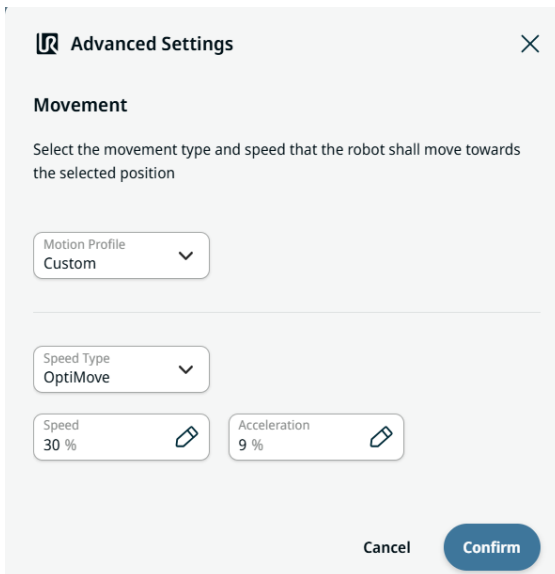 UR Advanced Settings
Movement
Select the movement type and speed that the robot shall move towards
the selected position
Motion Profile
Custom
Speed Type
OptiMove
Speed
30 %
Acceleration
9 %
Cancel
Confirm